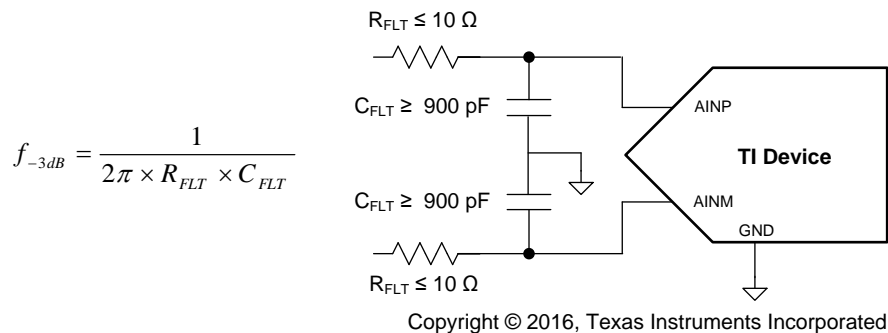 R_FLT ≤ 10 Ω
C_FLT ≥ 900 pF
AINP
f_−3dB = 1 / (2π × R_FLT × C_FLT)
TI Device
C_FLT ≥ 900 pF
AINM
GND
R_FLT ≤ 10 Ω
Copyright © 2016, Texas Instruments Incorporated